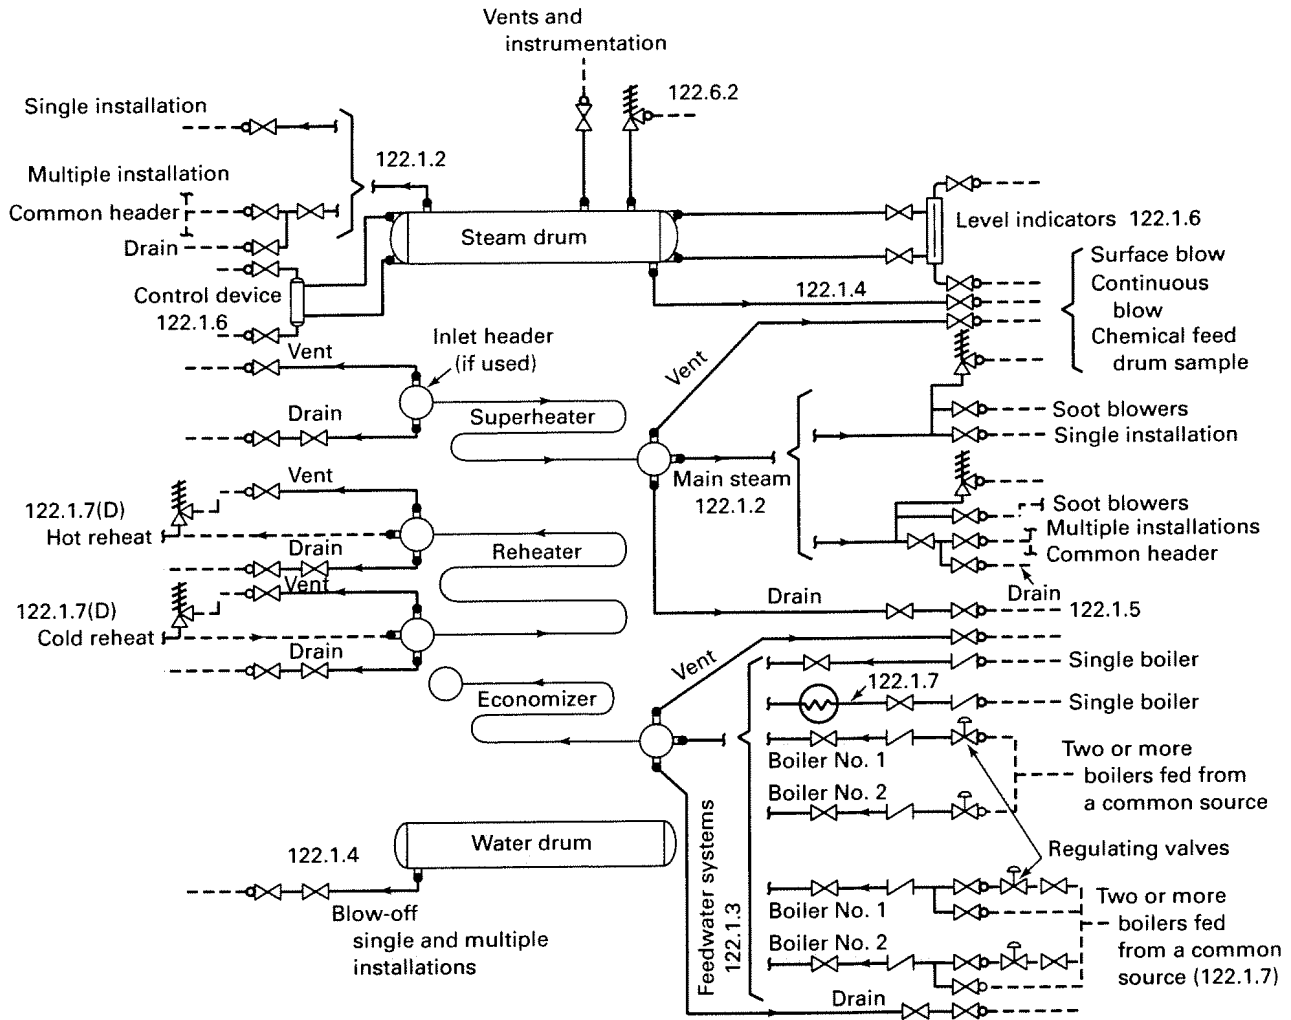 Vents and
instrumentation
Single installation
122.6.2
122.1.2
Multiple installation
Common header
Drain
Steam drum
Level indicators 122.1.6
Surface blow
Continuous
blow
Chemical feed
drum sample
122.1.4
Control device
122.1.6
Vent
Inlet header
(if used)
Vent
Drain
Superheater
Soot blowers
Single installation
Main steam
122.1.2
Vent
122.1.7(D)
Hot reheat
Drain
Reheater
Soot blowers
Multiple installations
Common header
Drain
Vent
122.1.7(D)
Cold reheat
Drain
Drain
122.1.5
Vent
Single boiler
Economizer
122.1.7
Single boiler
Boiler No. 1
Two or more
boilers fed from
a common source
Boiler No. 2
Water drum
122.1.4
Regulating valves
Blow-off
single and multiple
installations
Feedwater systems
122.1.3
Boiler No. 1
Two or more
boilers fed
from a common
source (122.1.7)
Boiler No. 2
Drain